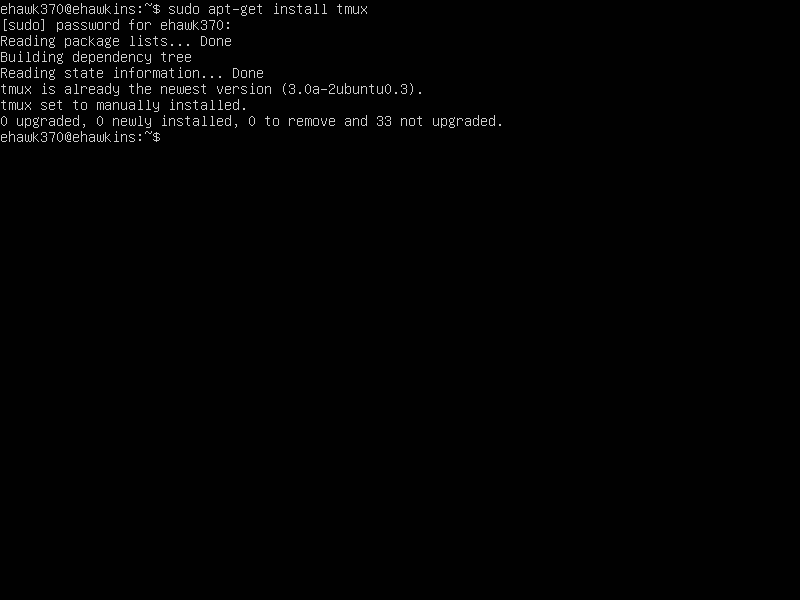 ehawk370@ehawkins:~$ sudo apt-get install tmux
[sudo] password for ehawk370:
Reading package lists... Done
Building dependency tree
Reading state information... Done
tmux is already the newest version (3.0a-2ubuntu0.3).
tmux set to manually installed.
0 upgraded, 0 newly installed, 0 to remove and 33 not upgraded.
ehawk370@ehawkins:~$